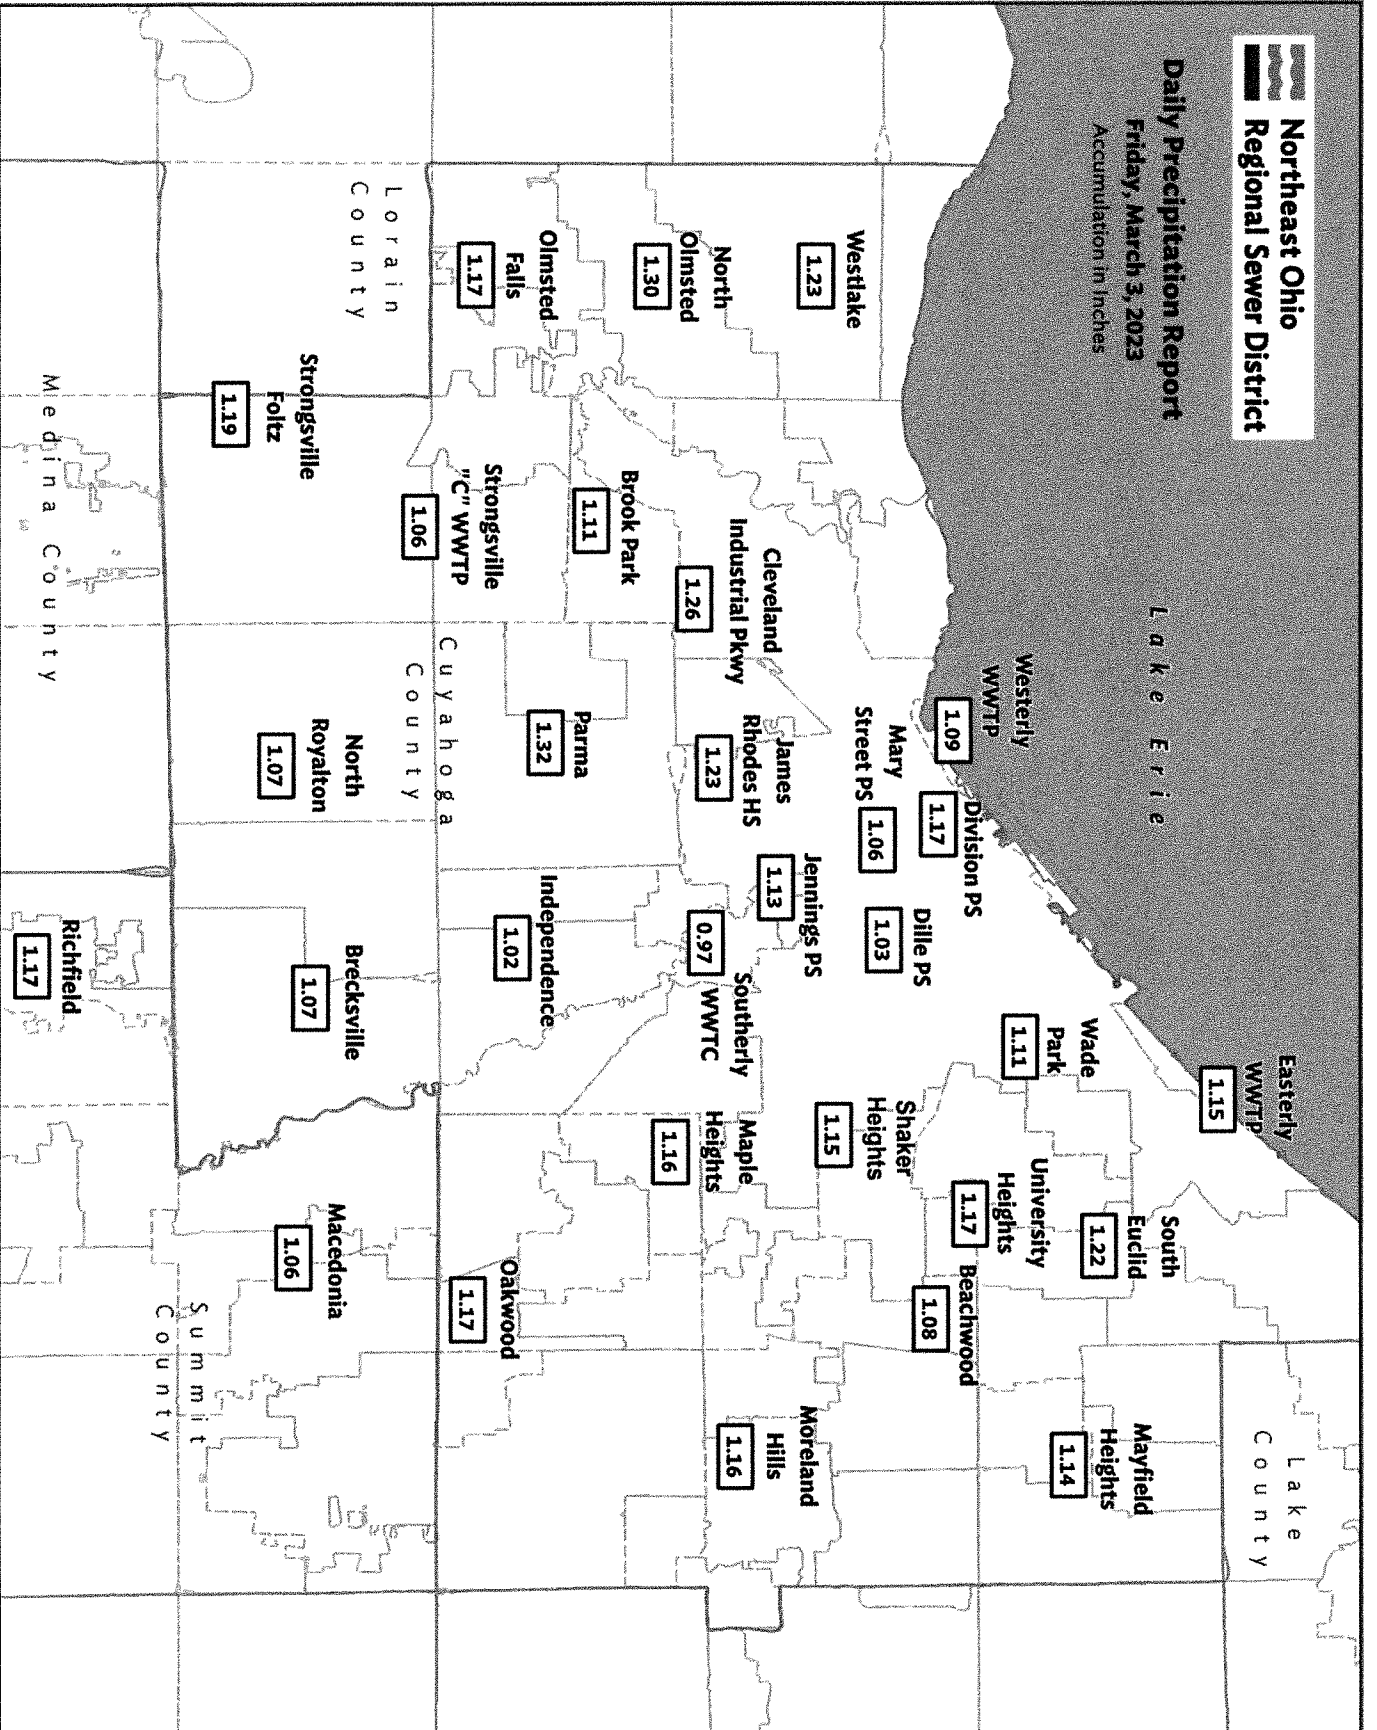 Northeast Ohio
Regional Sewer District
Daily Precipitation Report
Friday, March 3, 2023
Accumulation in Inches
Lake Erie
Lake
County
Easterly
WWTP
1.15
South
Euclid
1.22
Mayfield
Heights
1.14
Wade
Park
1.11
University
Heights
1.17
Westerly
WWTP
1.09
Division PS
1.17
Beachwood
1.08
Mary
Street PS
1.06
Dille PS
1.03
Shaker
Heights
1.15
Westlake
1.23
Cleveland
Industrial Pkwy
1.26
James
Rhodes HS
1.23
Jennings PS
1.13
Southerly
WWTC
0.97
Maple
Heights
1.16
Moreland
Hills
1.16
North
Olmsted
1.30
Brook Park
1.11
Olmsted
Falls
1.17
Strongsville
"C" WWTP
1.06
Parma
1.32
Independence
1.02
Oakwood
1.17
Cuyahoga
County
Lorain
County
Strongsville
Foltz
1.19
North
Royalton
1.07
Brecksville
1.07
Macedonia
1.06
Summit
County
Medina County
Richfield
1.17